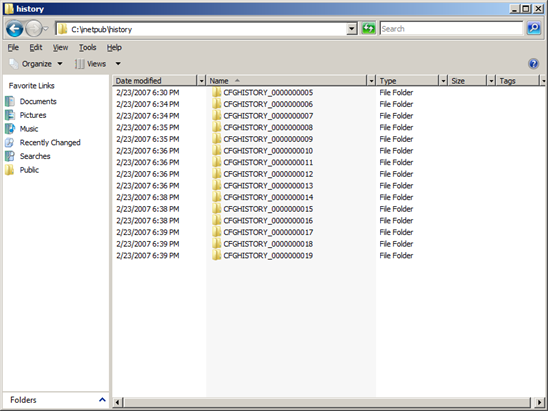 history
C:\inetpub\history
Search
File Edit View Tools Help
Organize Views
Favorite Links
Documents
Pictures
Music
Recently Changed
Searches
Public
Folders
Date modified Name Type Size Tags
2/23/2007 6:30 PM CFGHISTORY_0000000005 File Folder
2/23/2007 6:34 PM CFGHISTORY_0000000006 File Folder
2/23/2007 6:34 PM CFGHISTORY_0000000007 File Folder
2/23/2007 6:35 PM CFGHISTORY_0000000008 File Folder
2/23/2007 6:35 PM CFGHISTORY_0000000009 File Folder
2/23/2007 6:36 PM CFGHISTORY_0000000010 File Folder
2/23/2007 6:36 PM CFGHISTORY_0000000011 File Folder
2/23/2007 6:36 PM CFGHISTORY_0000000012 File Folder
2/23/2007 6:36 PM CFGHISTORY_0000000013 File Folder
2/23/2007 6:38 PM CFGHISTORY_0000000014 File Folder
2/23/2007 6:38 PM CFGHISTORY_0000000015 File Folder
2/23/2007 6:38 PM CFGHISTORY_0000000016 File Folder
2/23/2007 6:39 PM CFGHISTORY_0000000017 File Folder
2/23/2007 6:39 PM CFGHISTORY_0000000018 File Folder
2/23/2007 6:39 PM CFGHISTORY_0000000019 File Folder